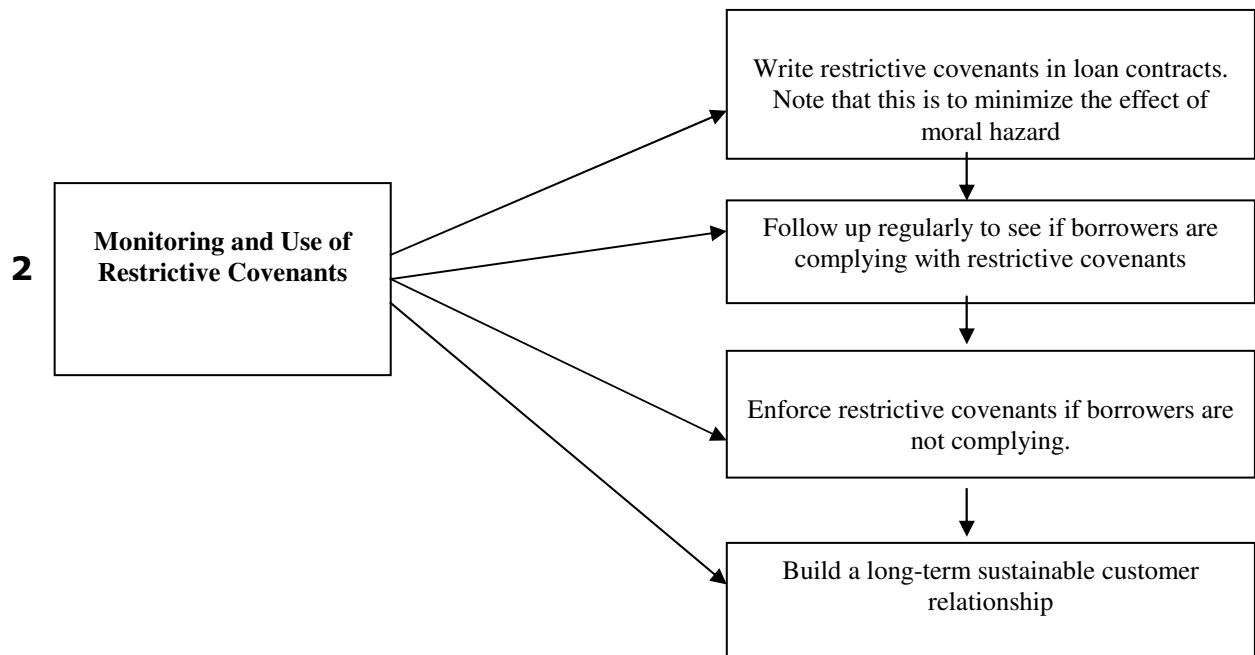 2
Monitoring and Use of
Restrictive Covenants
Write restrictive covenants in loan contracts.
Note that this is to minimize the effect of
moral hazard
Follow up regularly to see if borrowers are
complying with restrictive covenants
Enforce restrictive covenants if borrowers are
not complying.
Build a long-term sustainable customer
relationship